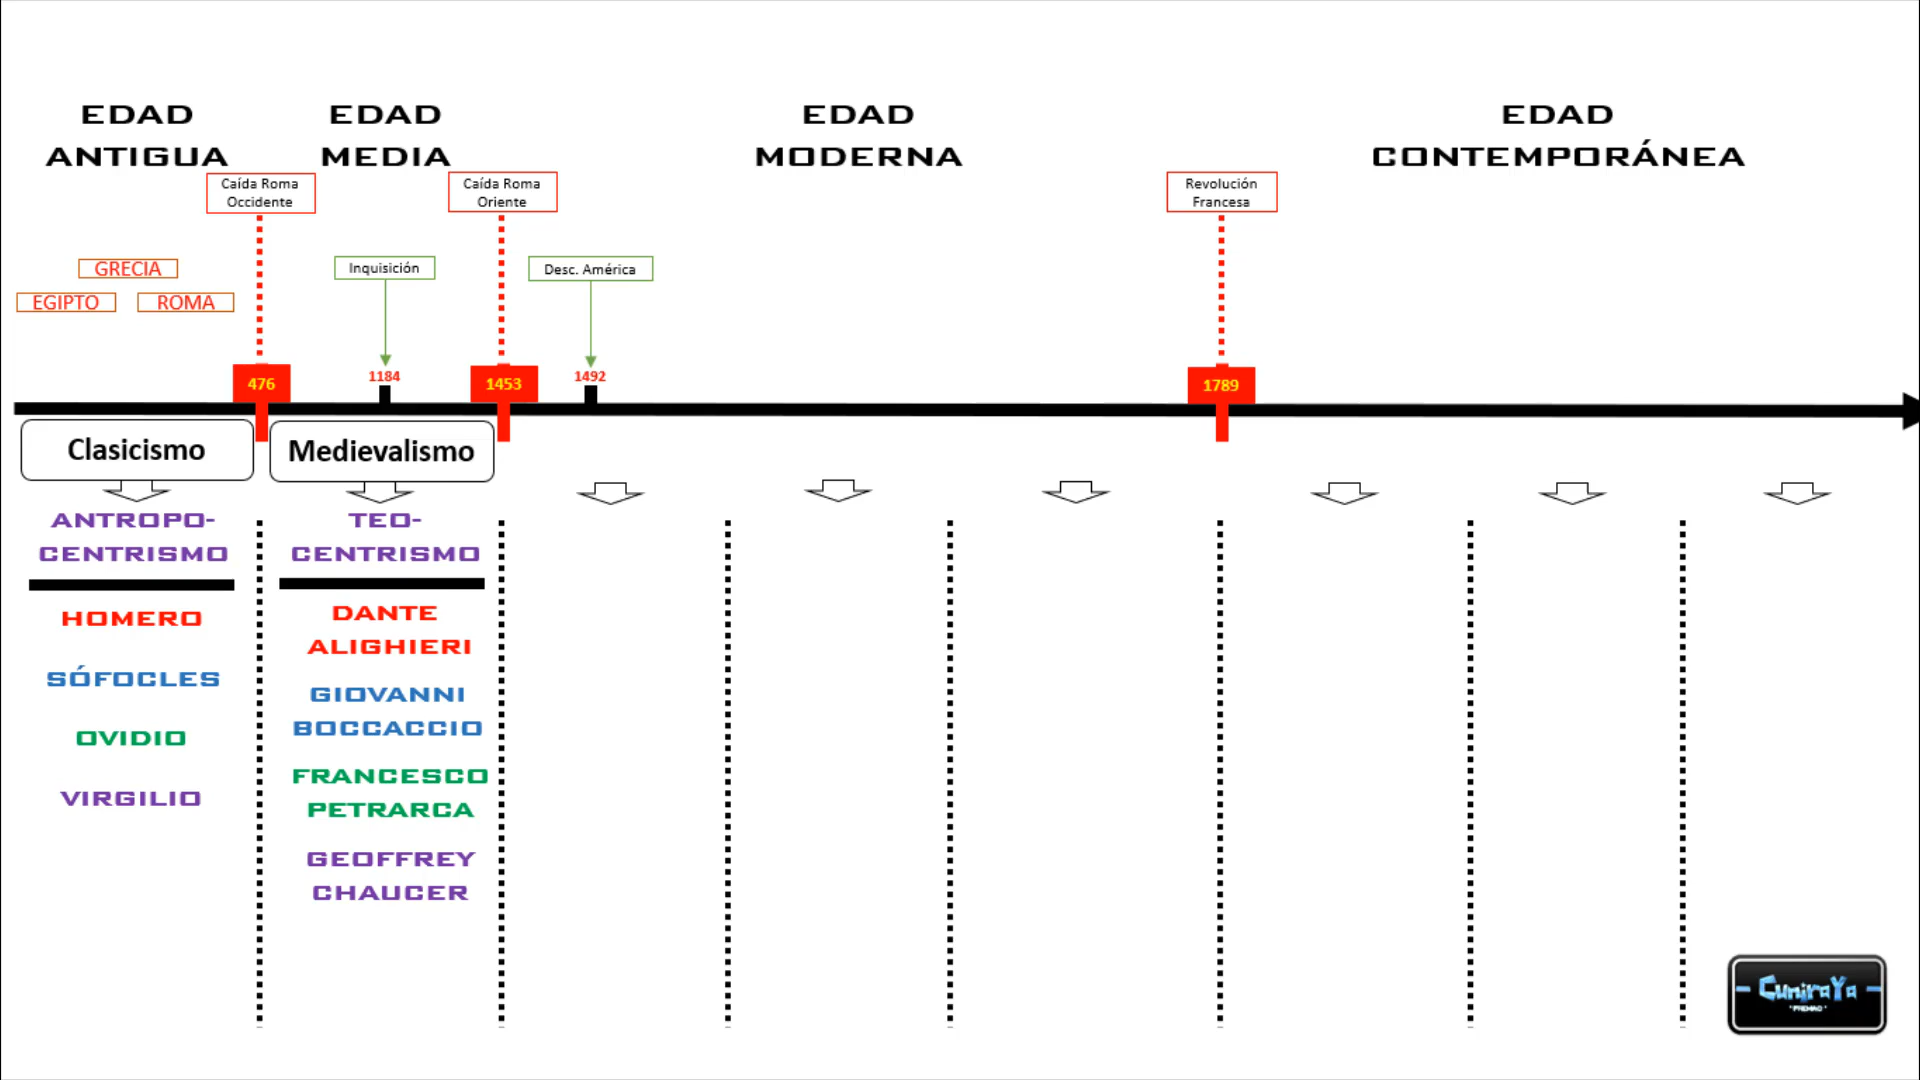 EDAD
ANTIGUA
EDAD
MEDIA
EDAD
MODERNA
EDAD
CONTEMPORÁNEA
Caída Roma
Occidente
Caída Roma
Oriente
Revolución
Francesa
GRECIA
EGIPTO
ROMA
Inquisición
Desc. América
476
1184
1453
1492
1789
Clasicismo
Medievalismo
ANTROPO-
CENTRISMO
HOMERO
SÓFOCLES
OVIDIO
VIRGILIO
TEO-
CENTRISMO
DANTE
ALIGHIERI
GIOVANNI
BOCCACCIO
FRANCESCO
PETRARCA
GEOFFREY
CHAUCER
CuniraYa